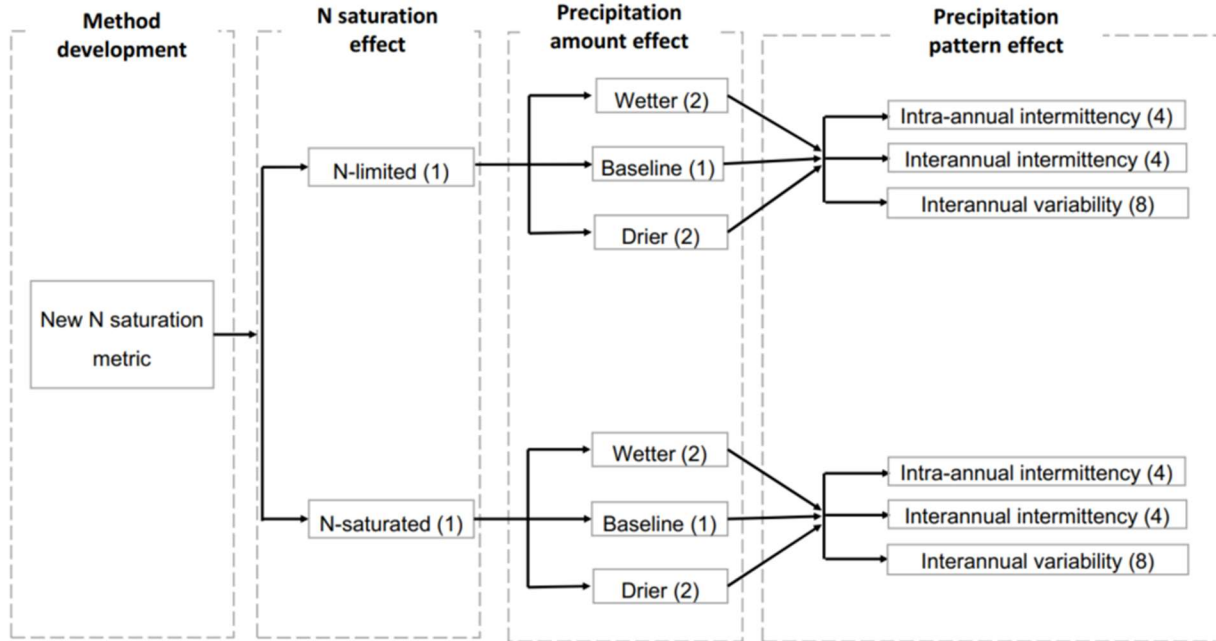 Method
development
N saturation
effect
Precipitation
amount effect
Precipitation
pattern effect
New N saturation
metric
N-limited (1)
Wetter (2)
Baseline (1)
Drier (2)
Intra-annual intermittency (4)
Interannual intermittency (4)
Interannual variability (8)
N-saturated (1)
Wetter (2)
Baseline (1)
Drier (2)
Intra-annual intermittency (4)
Interannual intermittency (4)
Interannual variability (8)